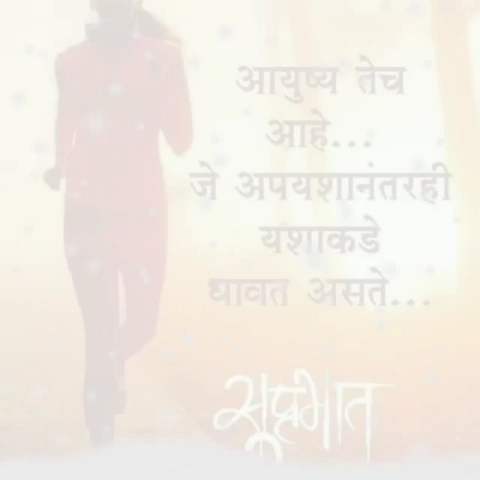 आयुष्य तेच
आहे...
जे अपयशानंतरही
यशाकडे
धावत असते...
सुप्रभात